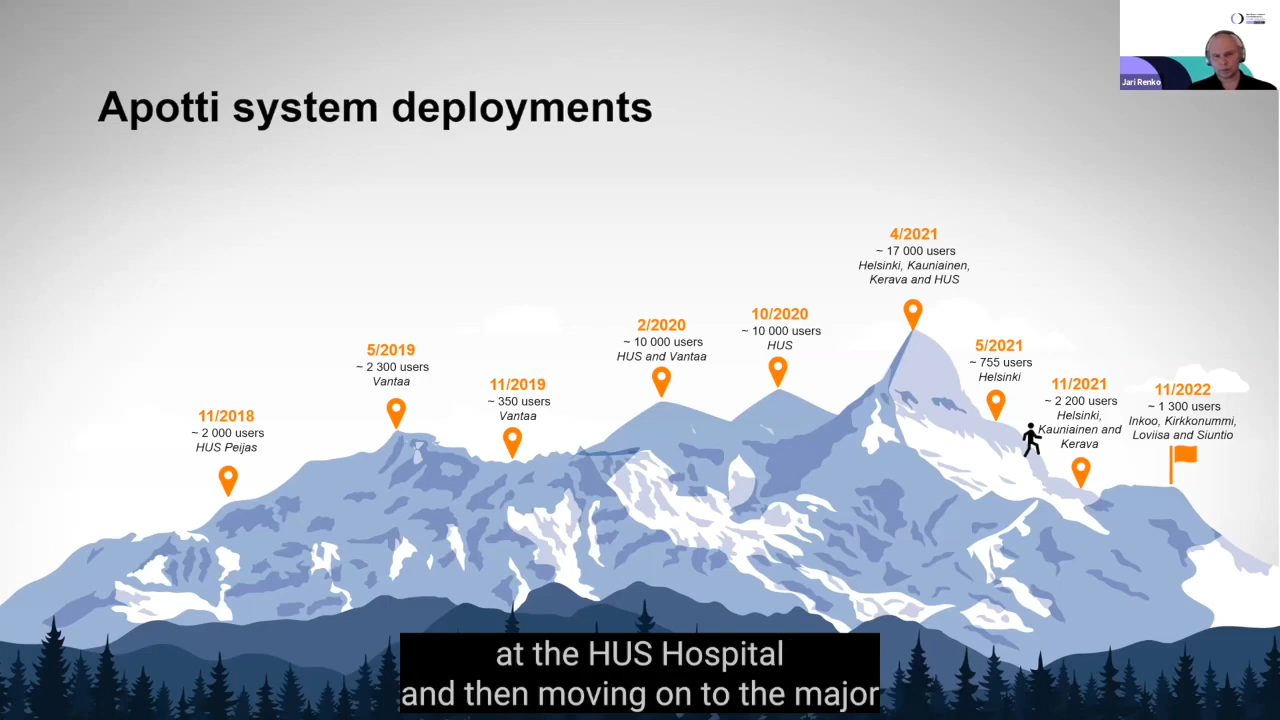 Jari Renko
Apotti system deployments
11/2018
~ 2 000 users
HUS Peijas
5/2019
~ 2 300 users
Vantaa
11/2019
~ 350 users
Vantaa
2/2020
~ 10 000 users
HUS and Vantaa
10/2020
~ 10 000 users
HUS
4/2021
~ 17 000 users
Helsinki, Kauniainen,
Kerava and HUS
5/2021
~ 755 users
Helsinki
11/2021
~ 2 200 users
Helsinki,
Kauniainen and
Kerava
11/2022
~ 1 300 users
Inkoo, Kirkkonummi,
Loviisa and Siuntio
at the HUS Hospital
and then moving on to the major